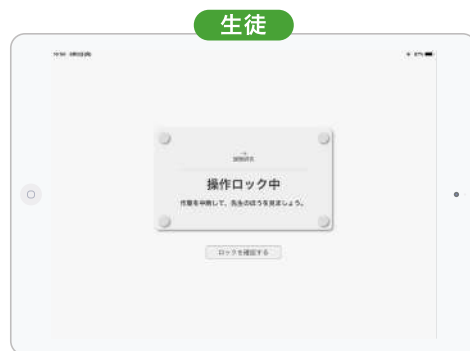 生徒
操作ロック中
作業を中断して、先生のほうを見ましょう。
ロックを確認する